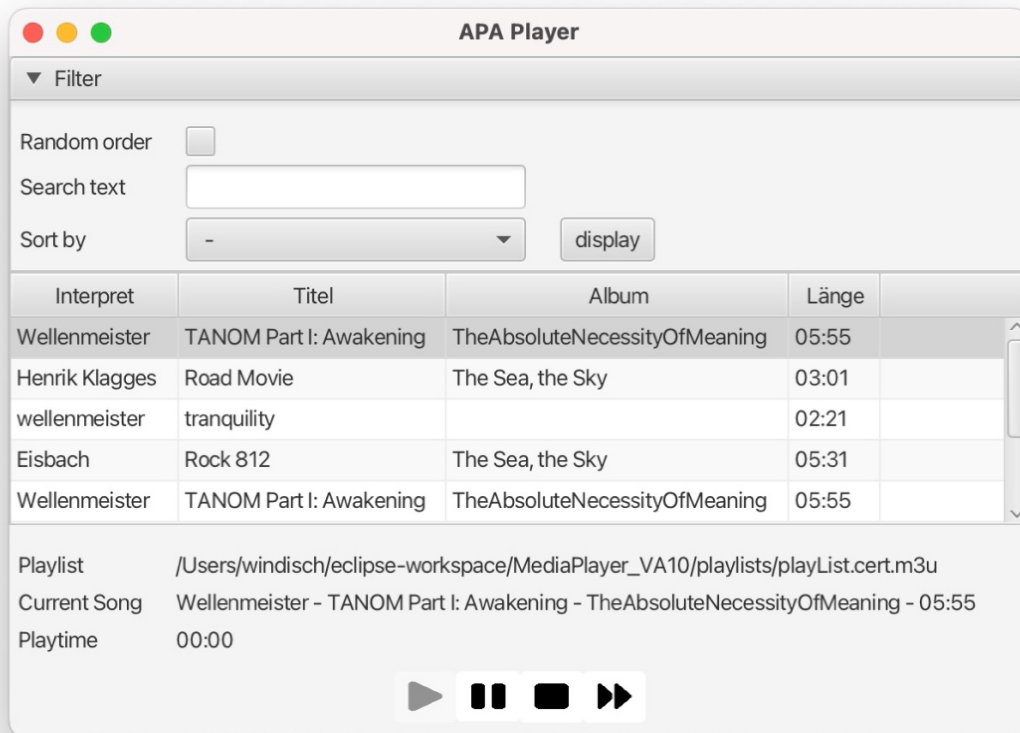 APA Player
Filter
Random order
Search text
Sort by - display
Interpret Titel Album Länge
Wellenmeister TANOM Part I: Awakening TheAbsoluteNecessityOfMeaning 05:55
Henrik Klagges Road Movie The Sea, the Sky 03:01
wellenmeister tranquility 02:21
Eisbach Rock 812 The Sea, the Sky 05:31
Wellenmeister TANOM Part I: Awakening TheAbsoluteNecessityOfMeaning 05:55
Playlist /Users/windisch/eclipse-workspace/MediaPlayer_VA10/playlists/playList.cert.m3u
Current Song Wellenmeister - TANOM Part I: Awakening - TheAbsoluteNecessityOfMeaning - 05:55
Playtime 00:00